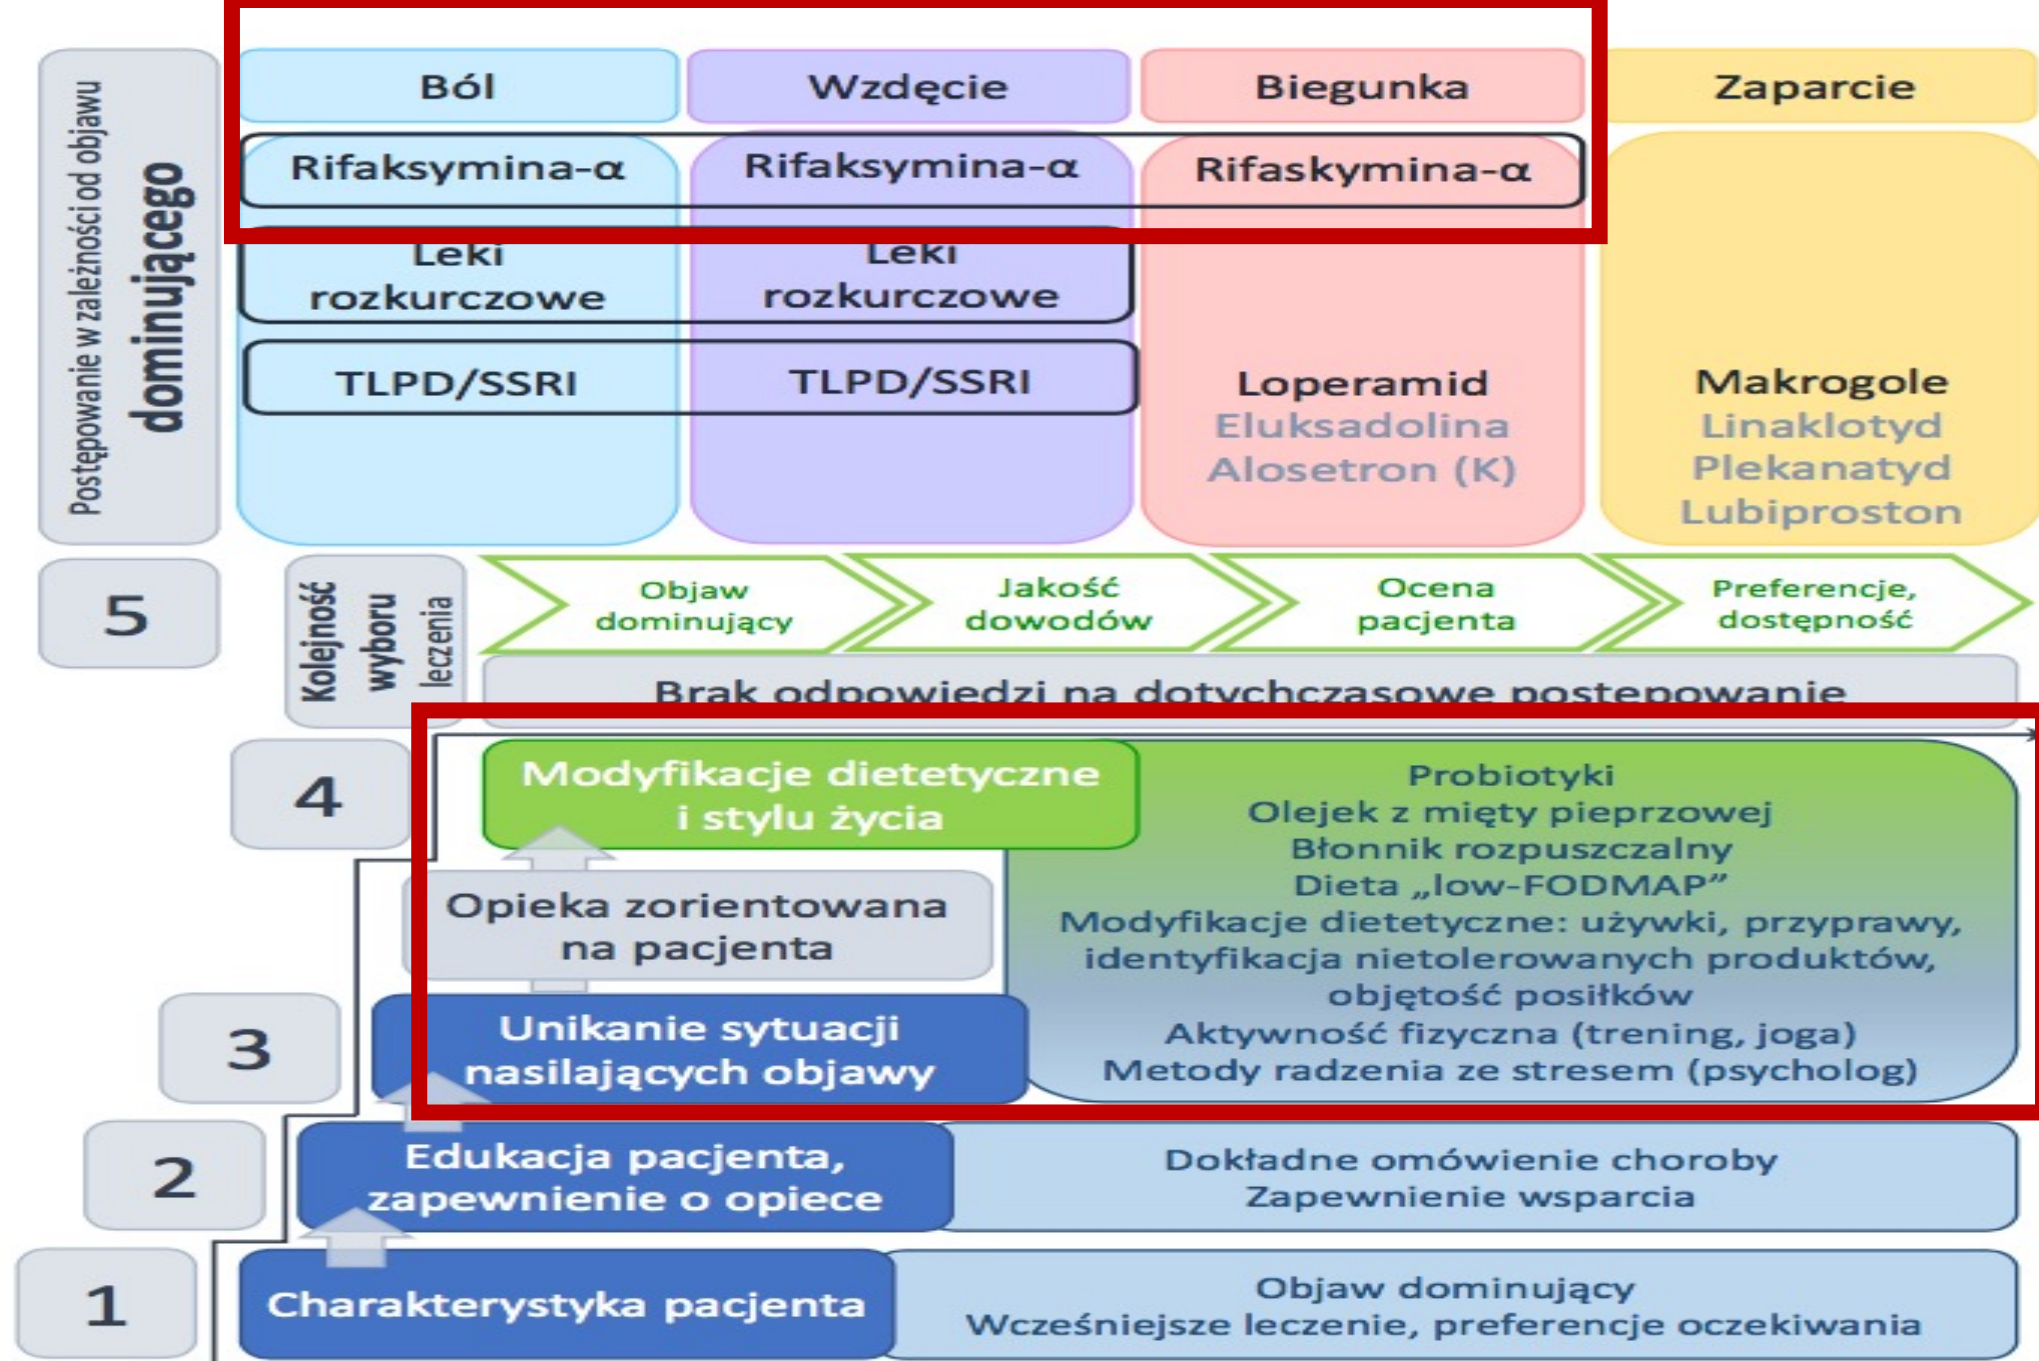 Postępowanie w zależności od objawu
dominującego
Ból
Wzdęcie
Biegunka
Zaparcie
Rifaksymina-α
Rifaksymina-α
Rifaskymina-α
Leki
rozkurczowe
Leki
rozkurczowe
TLPD/SSRI
TLPD/SSRI
Loperamid
Eluksadolina
Alosetron (K)
Makrogole
Linaklotyd
Plekanatyd
Lubiproston
5
Kolejność
wyboru
leczenia
Objaw
dominujący
Jakość
dowodów
Ocena
pacjenta
Preferencje,
dostępność
Brak odpowiedzi na dotychczasowe postępowanie
4
Modyfikacje dietetyczne
i stylu życia
Opieka zorientowana
na pacjenta
3
Unikanie sytuacji
nasilających objawy
Probiotyki
Olejek z mięty pieprzowej
Błonnik rozpuszczalny
Dieta „low-FODMAP”
Modyfikacje dietetyczne: używki, przyprawy,
identyfikacja nietolerowanych produktów,
objętość posiłków
Aktywność fizyczna (trening, joga)
Metody radzenia ze stresem (psycholog)
2
Edukacja pacjenta,
zapewnienie o opiece
Dokładne omówienie choroby
Zapewnienie wsparcia
1
Charakterystyka pacjenta
Objaw dominujący
Wcześniejsze leczenie, preferencje oczekiwania